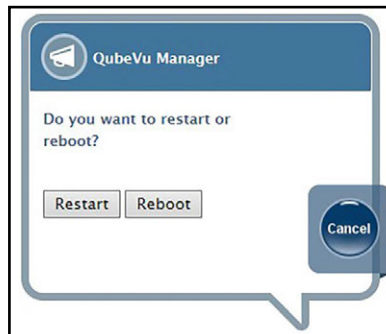 QubeVu Manager
Do you want to restart or
reboot?
Restart Reboot
Cancel